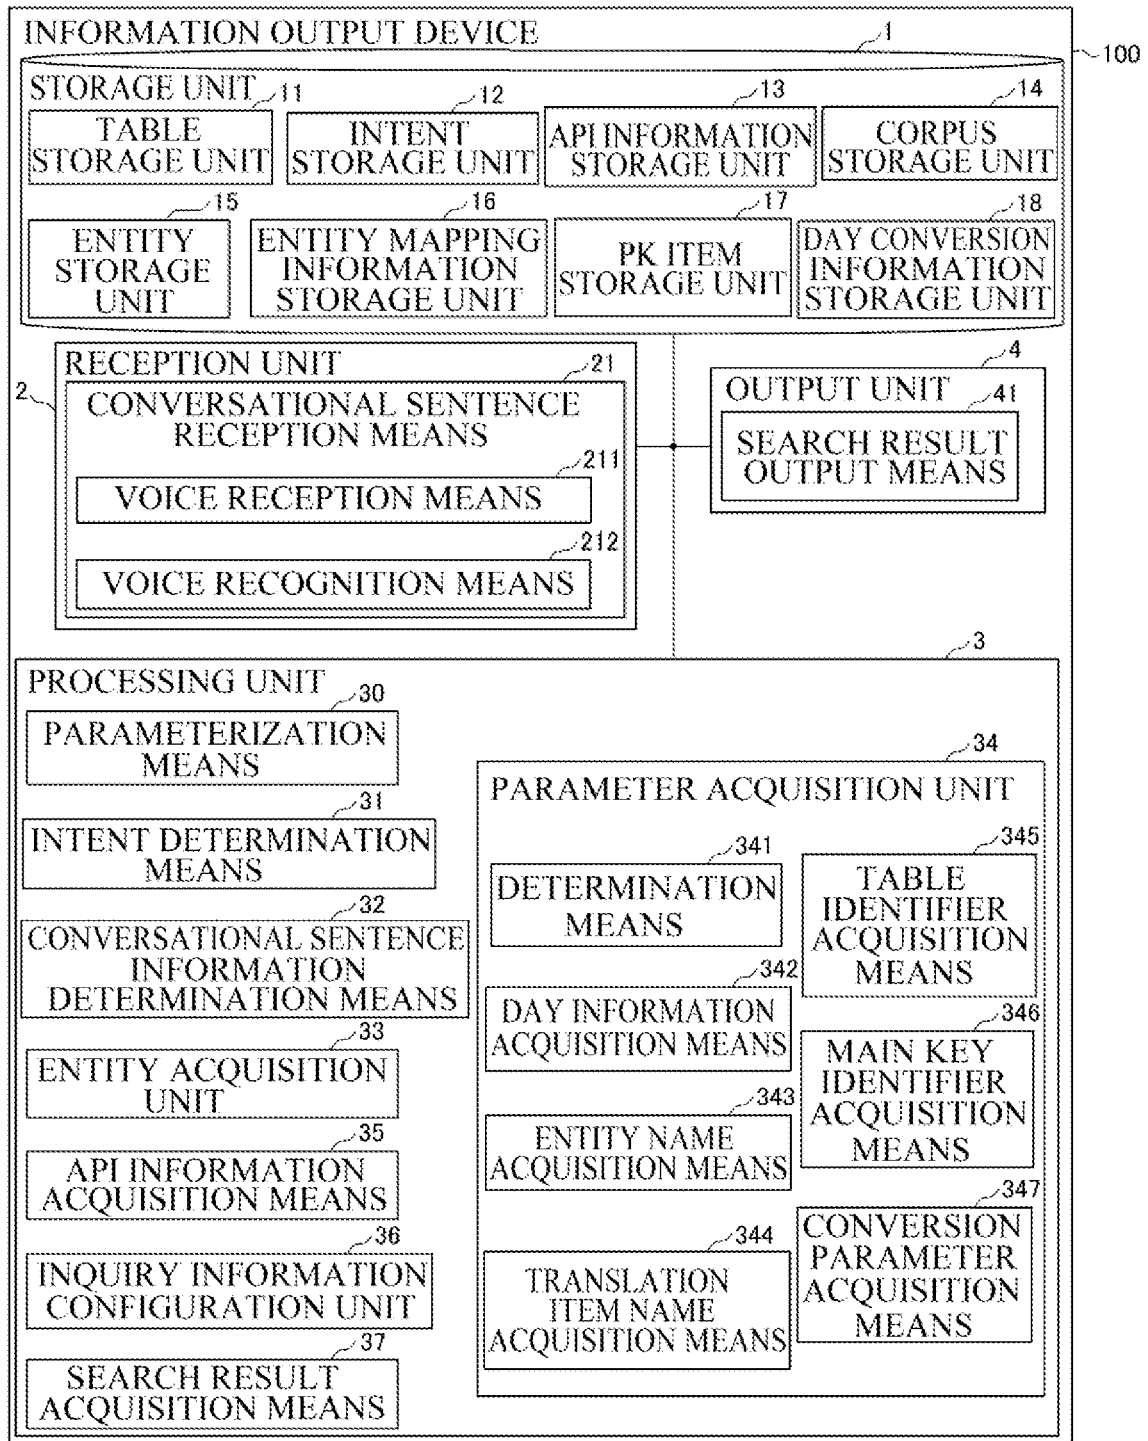 INFORMATION OUTPUT DEVICE
1
100
STORAGE UNIT
11
TABLE
STORAGE UNIT
12
INTENT
STORAGE UNIT
13
API INFORMATION
STORAGE UNIT
14
CORPUS
STORAGE UNIT
15
ENTITY
STORAGE
UNIT
16
ENTITY MAPPING
INFORMATION
STORAGE UNIT
17
PK ITEM
STORAGE UNIT
18
DAY CONVERSION
INFORMATION
STORAGE UNIT
2
RECEPTION UNIT
21
CONVERSATIONAL SENTENCE
RECEPTION MEANS
211
VOICE RECEPTION MEANS
212
VOICE RECOGNITION MEANS
4
OUTPUT UNIT
41
SEARCH RESULT
OUTPUT MEANS
3
PROCESSING UNIT
30
PARAMETERIZATION
MEANS
31
INTENT DETERMINATION
MEANS
32
CONVERSATIONAL SENTENCE
INFORMATION
DETERMINATION MEANS
33
ENTITY ACQUISITION
UNIT
35
API INFORMATION
ACQUISITION MEANS
36
INQUIRY INFORMATION
CONFIGURATION UNIT
37
SEARCH RESULT
ACQUISITION MEANS
34
PARAMETER ACQUISITION UNIT
341
DETERMINATION
MEANS
342
DAY INFORMATION
ACQUISITION MEANS
343
ENTITY NAME
ACQUISITION MEANS
344
TRANSLATION
ITEM NAME
ACQUISITION MEANS
345
TABLE
IDENTIFIER
ACQUISITION
MEANS
346
MAIN KEY
IDENTIFIER
ACQUISITION
MEANS
347
CONVERSION
PARAMETER
ACQUISITION
MEANS